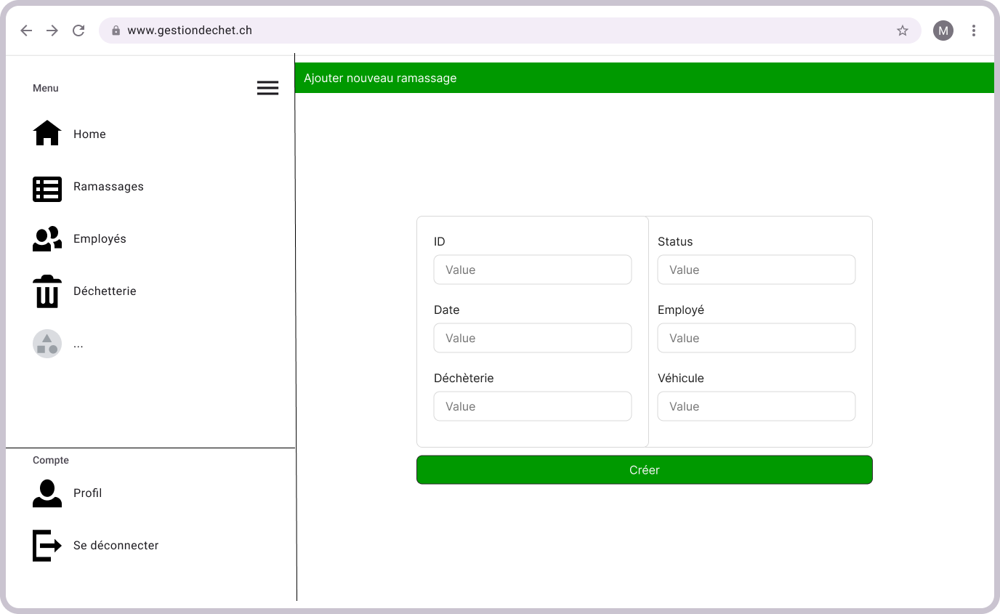 www.gestiondechet.ch
M
Menu
Home
Ramassages
Employés
Déchetterie
...
Compte
Profil
Se déconnecter
Ajouter nouveau ramassage
ID
Value
Status
Value
Date
Value
Employé
Value
Déchèterie
Value
Véhicule
Value
Créer